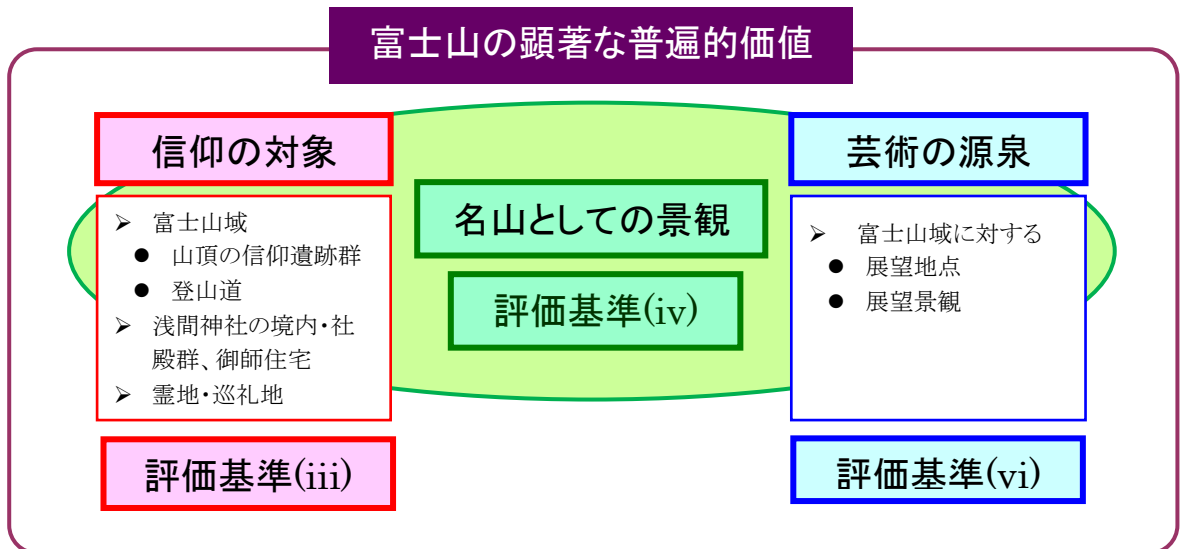 富士山の顕著な普遍的価値
信仰の対象
➢ 富士山域
● 山頂の信仰遺跡群
● 登山道
➢ 浅間神社の境内・社
殿群、御師住宅
➢ 霊地・巡礼地
評価基準(iii)
名山としての景観
評価基準(iv)
芸術の源泉
➢ 富士山域に対する
● 展望地点
● 展望景観
評価基準(vi)